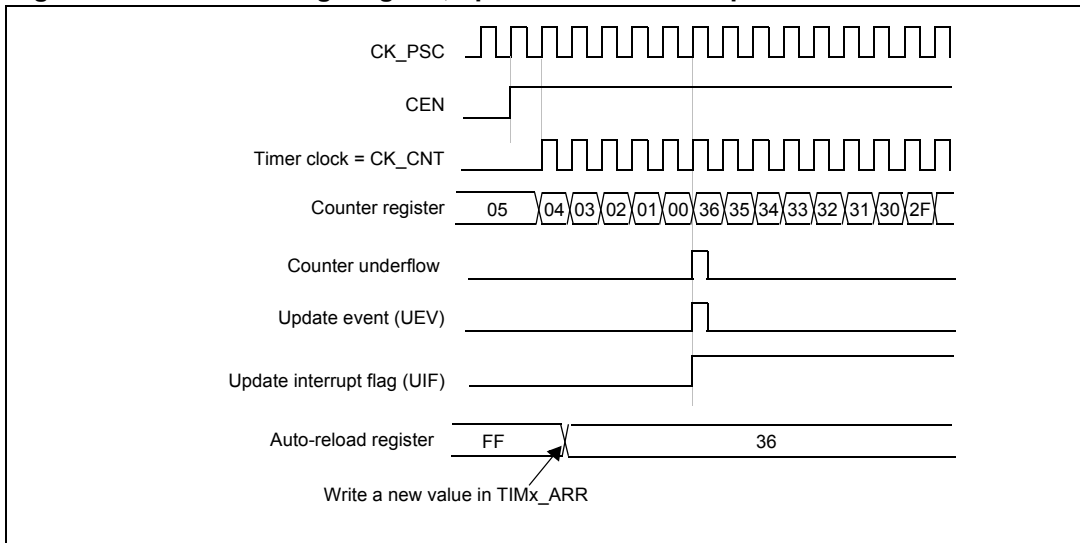 CK_PSC
CEN
Timer clock = CK_CNT
Counter register 05 04 03 02 01 00 36 35 34 33 32 31 30 2F
Counter underflow
Update event (UEV)
Update interrupt flag (UIF)
Auto-reload register FF 36
Write a new value in TIMx_ARR